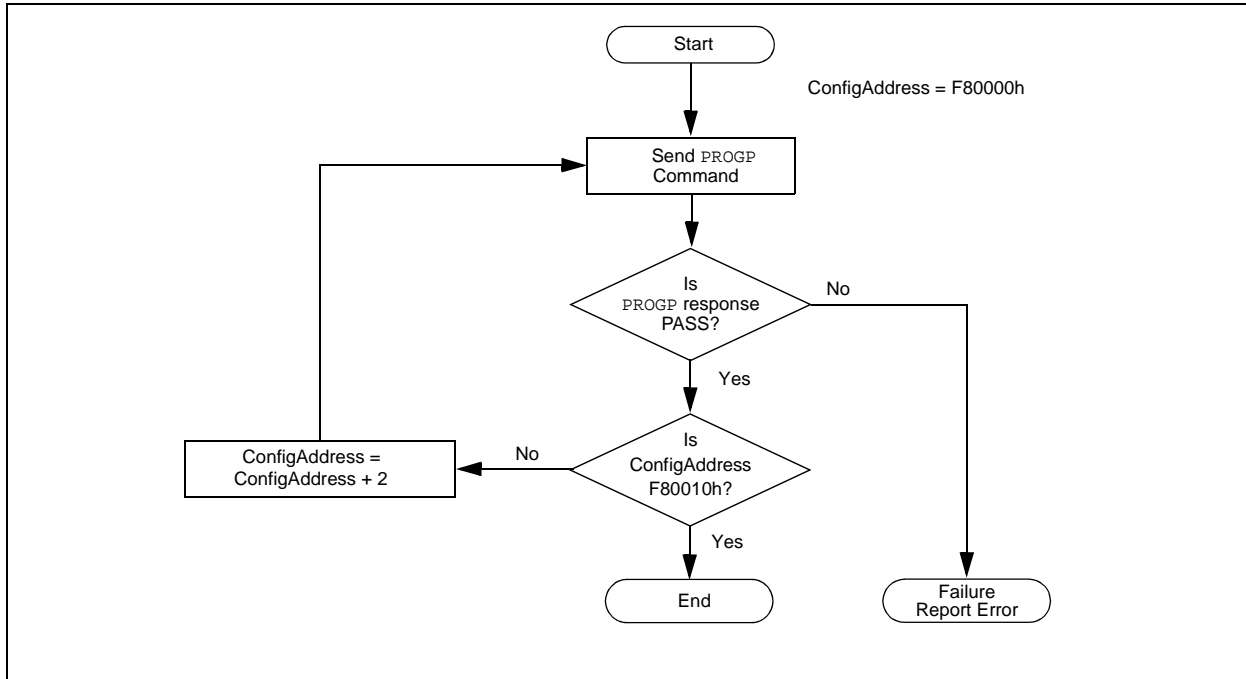 Start
ConfigAddress = F80000h
Send PROGP
Command
Is
PROGP response
PASS?
No
Yes
Is
ConfigAddress
F80010h?
No
ConfigAddress =
ConfigAddress + 2
Yes
End
Failure
Report Error